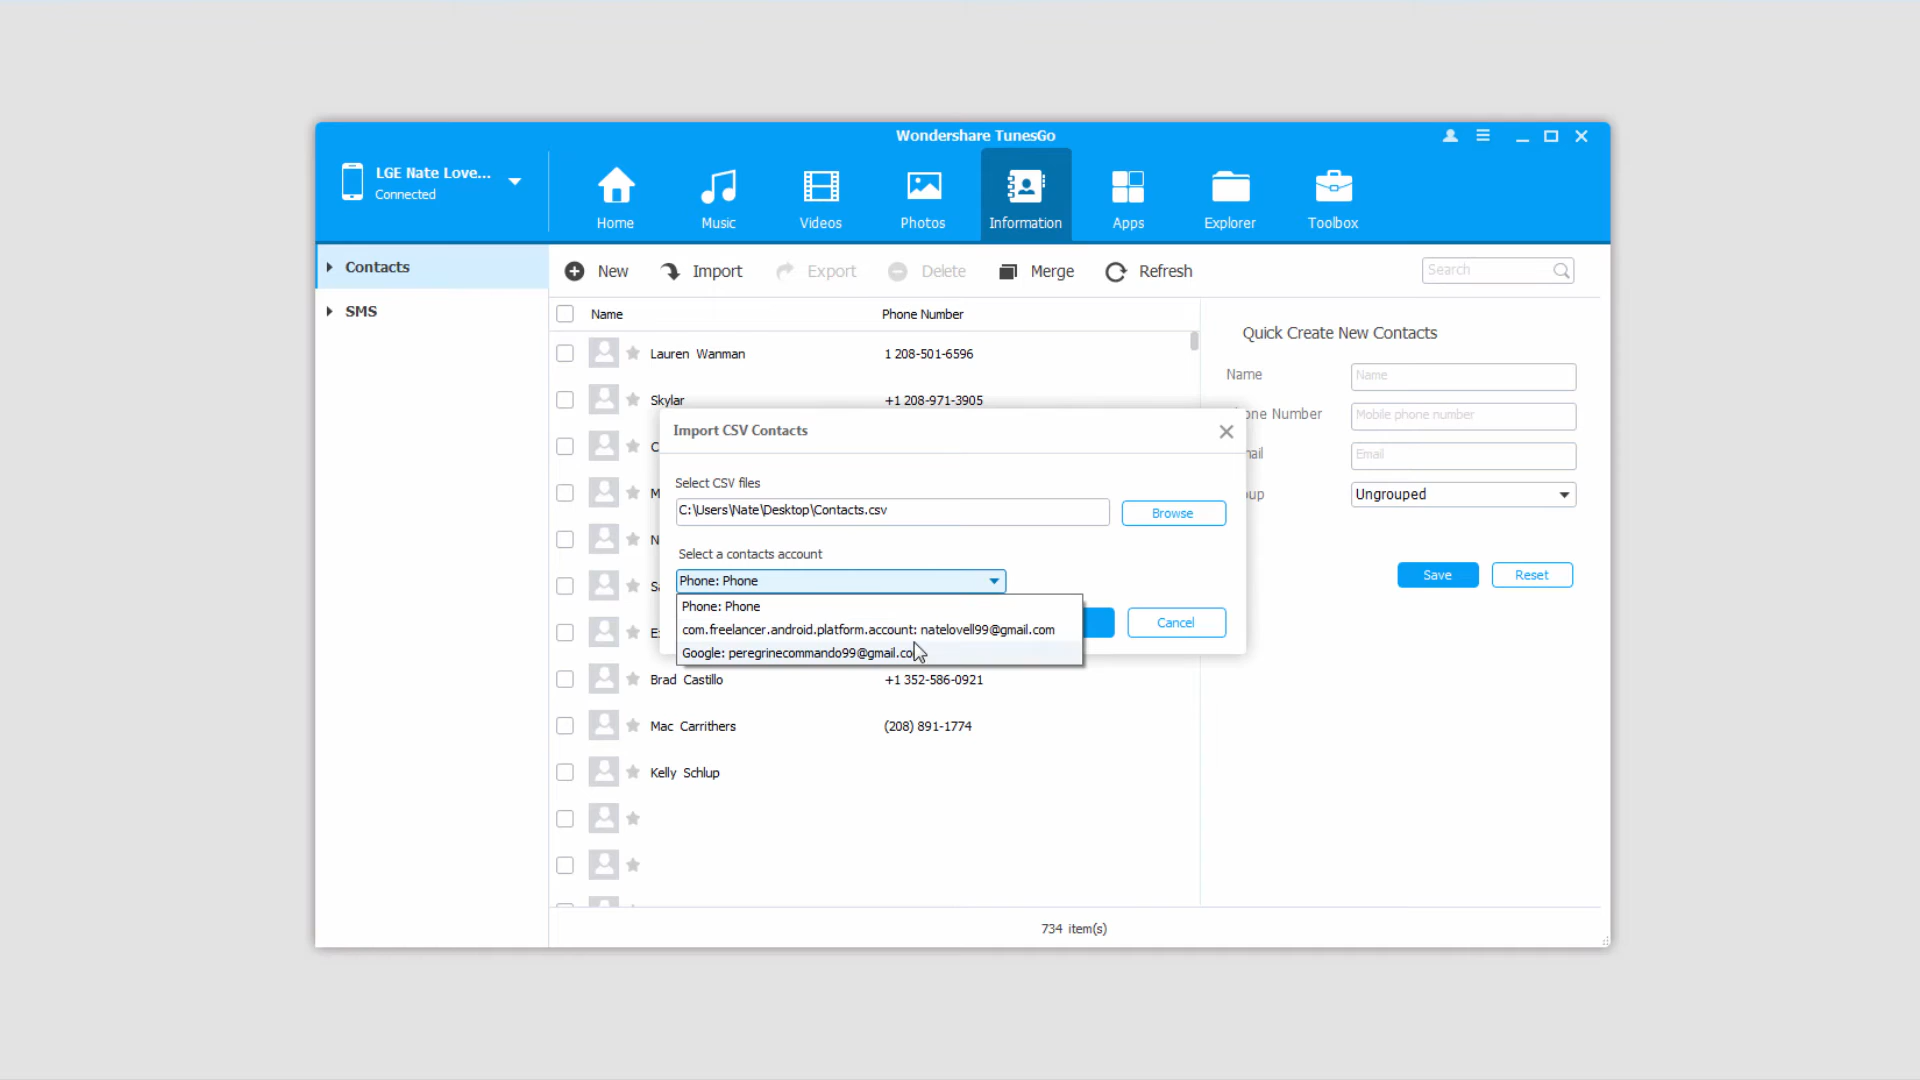 Wondershare TunesGo
LGE Nate Love...
Connected
Home
Music
Videos
Photos
Information
Apps
Explorer
Toolbox
Contacts
SMS
New
Import
Export
Delete
Merge
Refresh
Search
Name
Phone Number
Lauren Wanman
1 208-501-6596
Skylar
+1 208-971-3905
C
M
N
Sa
E
Brad Castillo
+1 352-586-0921
Mac Carrithers
(208) 891-1774
Kelly Schlup
734 item(s)
Quick Create New Contacts
Name
Name
one Number
Mobile phone number
ail
Email
oup
Ungrouped
Save
Reset
Import CSV Contacts
Select CSV files
C:\Users\Nate\Desktop\Contacts.csv
Browse
Select a contacts account
Phone: Phone
Phone: Phone
com.freelancer.android.platform.account: natelovell99@gmail.com
Google: peregrinecommando99@gmail.co
Cancel